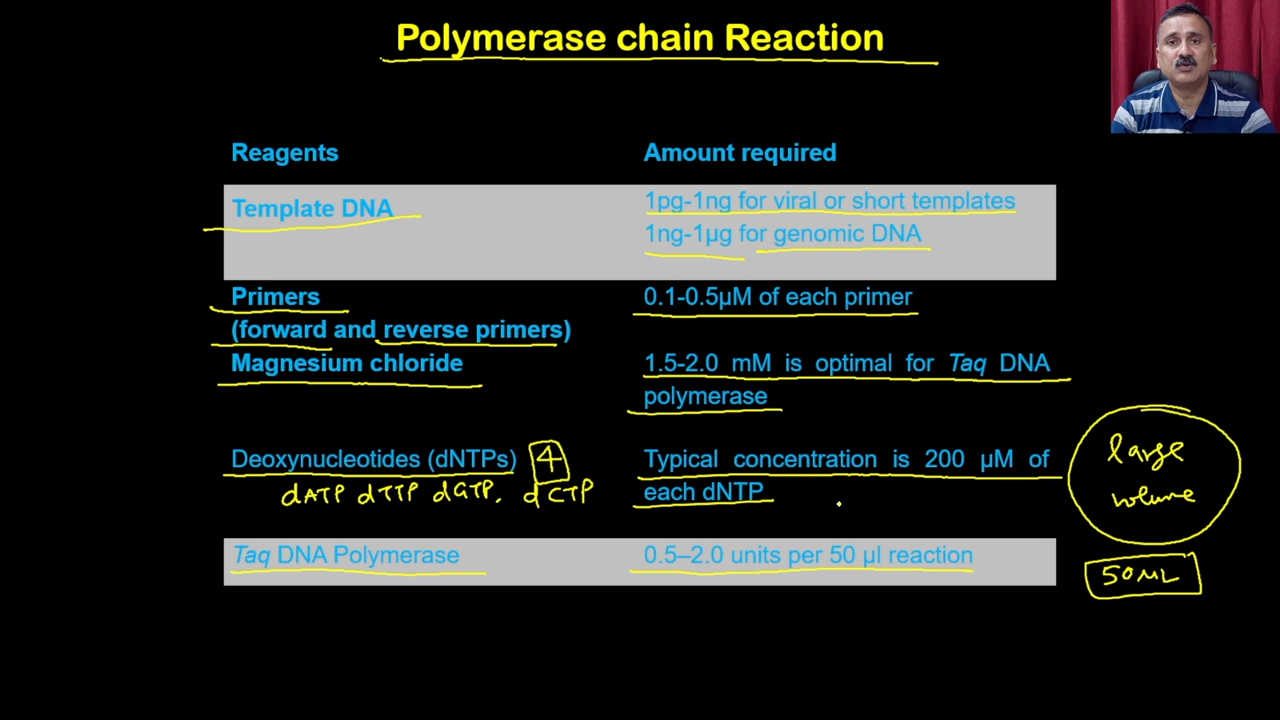 Polymerase chain Reaction
Reagents
Amount required
Template DNA
1pg-1ng for viral or short templates
1ng-1µg for genomic DNA
Primers
(forward and reverse primers)
0.1-0.5µM of each primer
Magnesium chloride
1.5-2.0 mM is optimal for Taq DNA
polymerase
Deoxynucleotides (dNTPs) 4
dATP dTTP dGTP. dCTP
Typical concentration is 200 µM of
each dNTP
large
volume
Taq DNA Polymerase
0.5–2.0 units per 50 µl reaction
50 µL